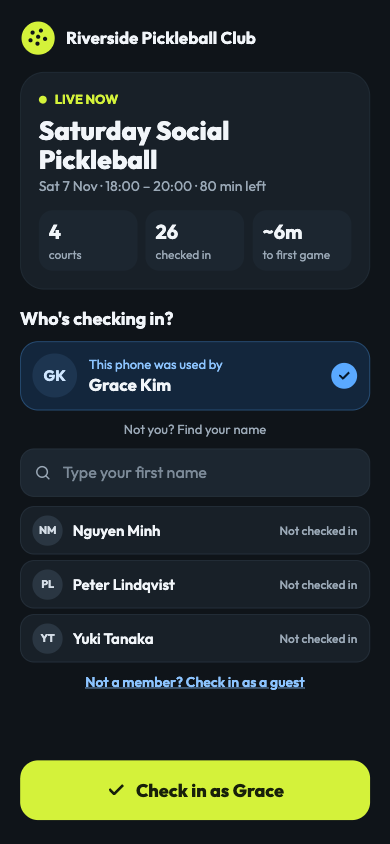 Riverside Pickleball Club
LIVE NOW
Saturday Social
Pickleball
Sat 7 Nov · 18:00 – 20:00 · 80 min left
4
courts
26
checked in
~6m
to first game
Who's checking in?
GK
This phone was used by
Grace Kim
Not you? Find your name
Type your first name
NM Nguyen Minh Not checked in
PL Peter Lindqvist Not checked in
YT Yuki Tanaka Not checked in
Not a member? Check in as a guest
Check in as Grace